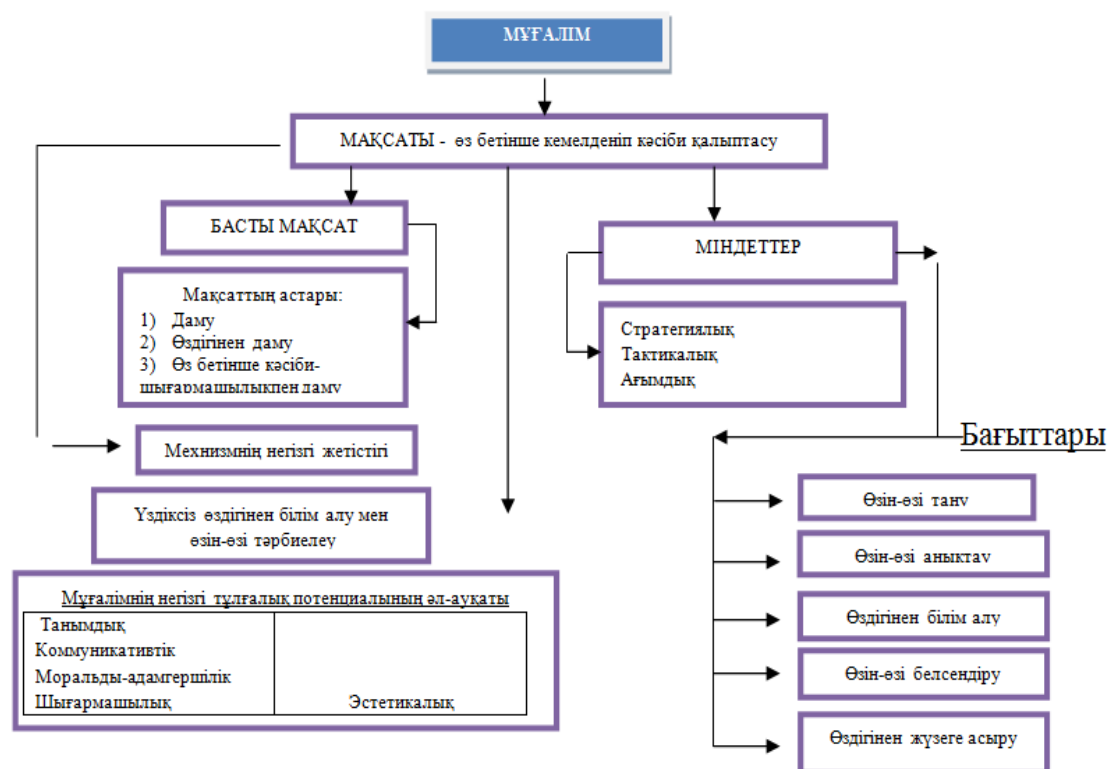 МҰҒАЛІМ
МАҚСАТЫ - өз бетінше кемелденіп кәсіби қалыптасу
БАСТЫ МАҚСАТ
МІНДЕТТЕР
Мақсаттың астары:
1) Даму
2) Өздігінен даму
3) Өз бетінше кәсіби-
шығармашылықпен даму
Стратегиялық
Тактикалық
Ағымдық
Бағыттары
Мехнизмнің негізгі жетістігі
Үздіксіз өздігінен білім алу мен
өзін-өзі тәрбиелеу
Өзін-өзі тану
Өзін-өзі анықтау
Өздігінен білім алу
Өзін-өзі белсендіру
Өздігінен жүзеге асыру
Мұғалімнің негізгі тұлғалық потенциалының әл-ауқаты
Танымдық
Коммуникативтік
Моральды-адамгершілік
Шығармашылық
Эстетикалық